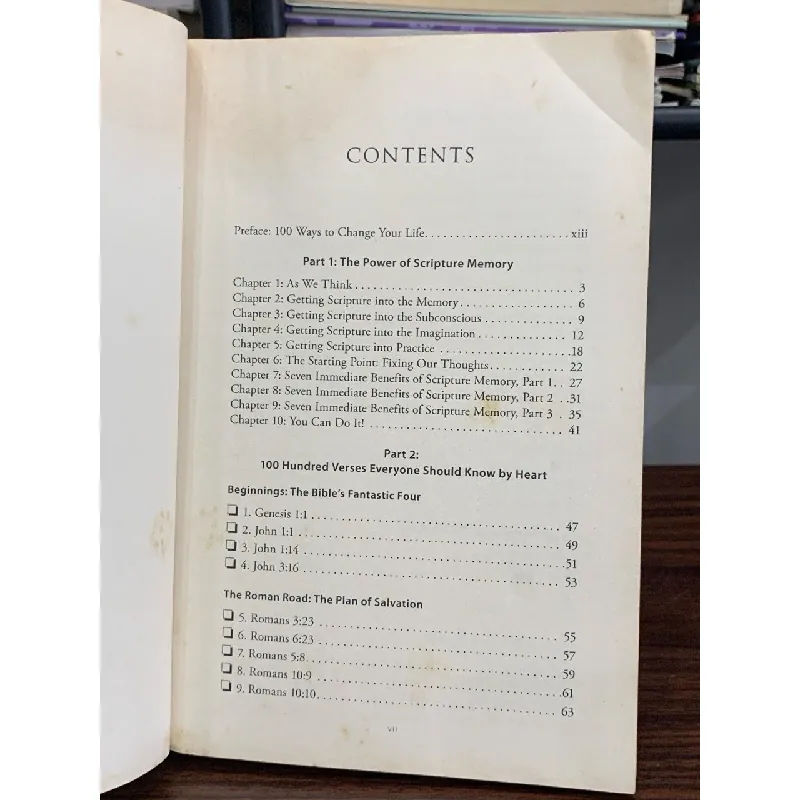 CONTENTS
Preface: 100 Ways to Change Your Life. . . . . . . . . . . . . . . . . . . . . . . . xiii
Part 1: The Power of Scripture Memory
Chapter 1: As We Think . . . . . . . . . . . . . . . . . . . . . . . . . . . . . . . 3
Chapter 2: Getting Scripture into the Memory . . . . . . . . . . . . . . . . 6
Chapter 3: Getting Scripture into the Subconscious . . . . . . . . . . . . 9
Chapter 4: Getting Scripture into the Imagination . . . . . . . . . . . . 12
Chapter 5: Getting Scripture into Practice . . . . . . . . . . . . . . . . . .18
Chapter 6: The Starting Point: Fixing Our Thoughts. . . . . . . . . . . 22
Chapter 7: Seven Immediate Benefits of Scripture Memory, Part 1. . 27
Chapter 8: Seven Immediate Benefits of Scripture Memory, Part 2 . .31
Chapter 9: Seven Immediate Benefits of Scripture Memory, Part 3 . 35
Chapter 10: You Can Do It! . . . . . . . . . . . . . . . . . . . . . . . . . . . . 41
Part 2:
100 Hundred Verses Everyone Should Know by Heart
Beginnings: The Bible's Fantastic Four
❏ 1. Genesis 1:1 . . . . . . . . . . . . . . . . . . . . . . . . . . . . . . . . . . 47
❏ 2. John 1:1 . . . . . . . . . . . . . . . . . . . . . . . . . . . . . . . . . . . . 49
❏ 3. John 1:14 . . . . . . . . . . . . . . . . . . . . . . . . . . . . . . . . . . .51
❏ 4. John 3:16 . . . . . . . . . . . . . . . . . . . . . . . . . . . . . . . . . . . 53
The Roman Road: The Plan of Salvation
❏ 5. Romans 3:23 . . . . . . . . . . . . . . . . . . . . . . . . . . . . . . . . . 55
❏ 6. Romans 6:23 . . . . . . . . . . . . . . . . . . . . . . . . . . . . . . . . . 57
❏ 7. Romans 5:8. . . . . . . . . . . . . . . . . . . . . . . . . . . . . . . . . . 59
❏ 8. Romans 10:9 . . . . . . . . . . . . . . . . . . . . . . . . . . . . . . . . .61
❏ 9. Romans 10:10. . . . . . . . . . . . . . . . . . . . . . . . . . . . . . . . 63
vii